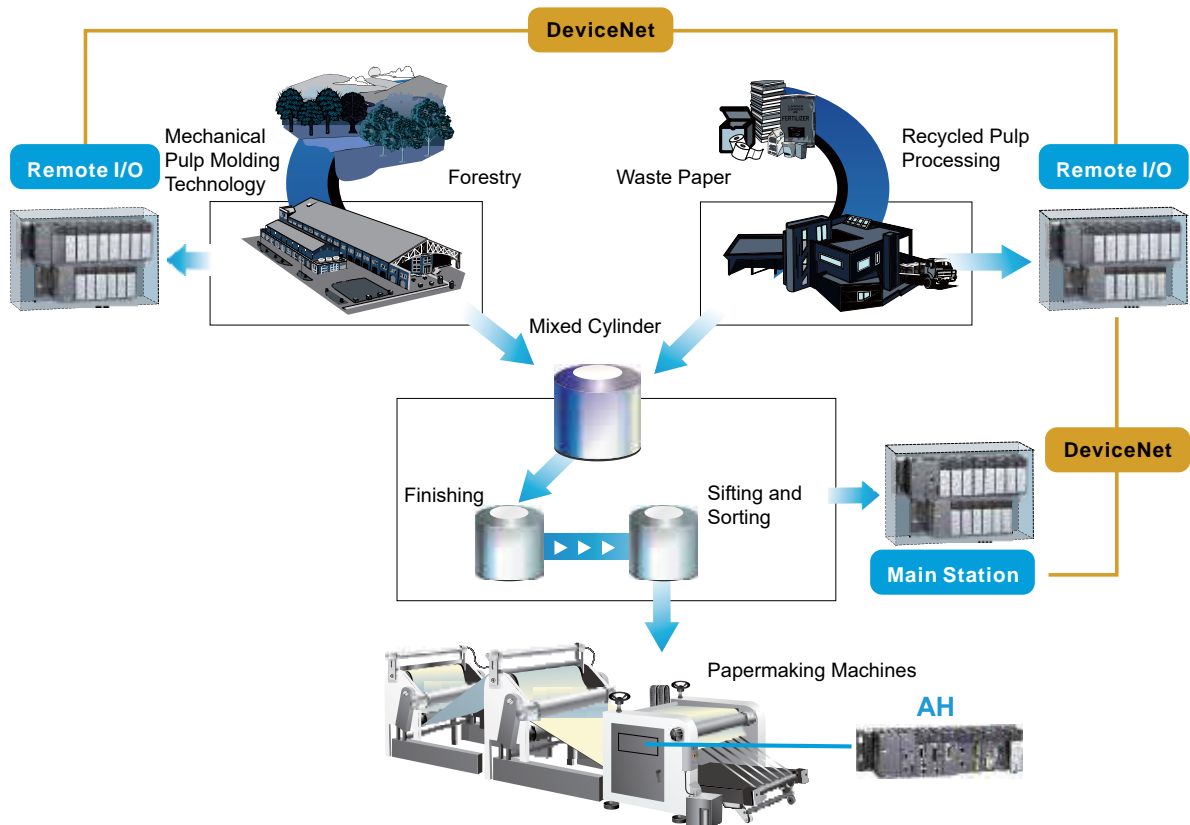 DeviceNet
Mechanical
Pulp Molding
Technology
Remote I/O
Forestry
Waste Paper
FERTILIZER
Recycled Pulp
Processing
Remote I/O
Mixed Cylinder
DeviceNet
Finishing
Sifting and
Sorting
Main Station
Papermaking Machines
AH